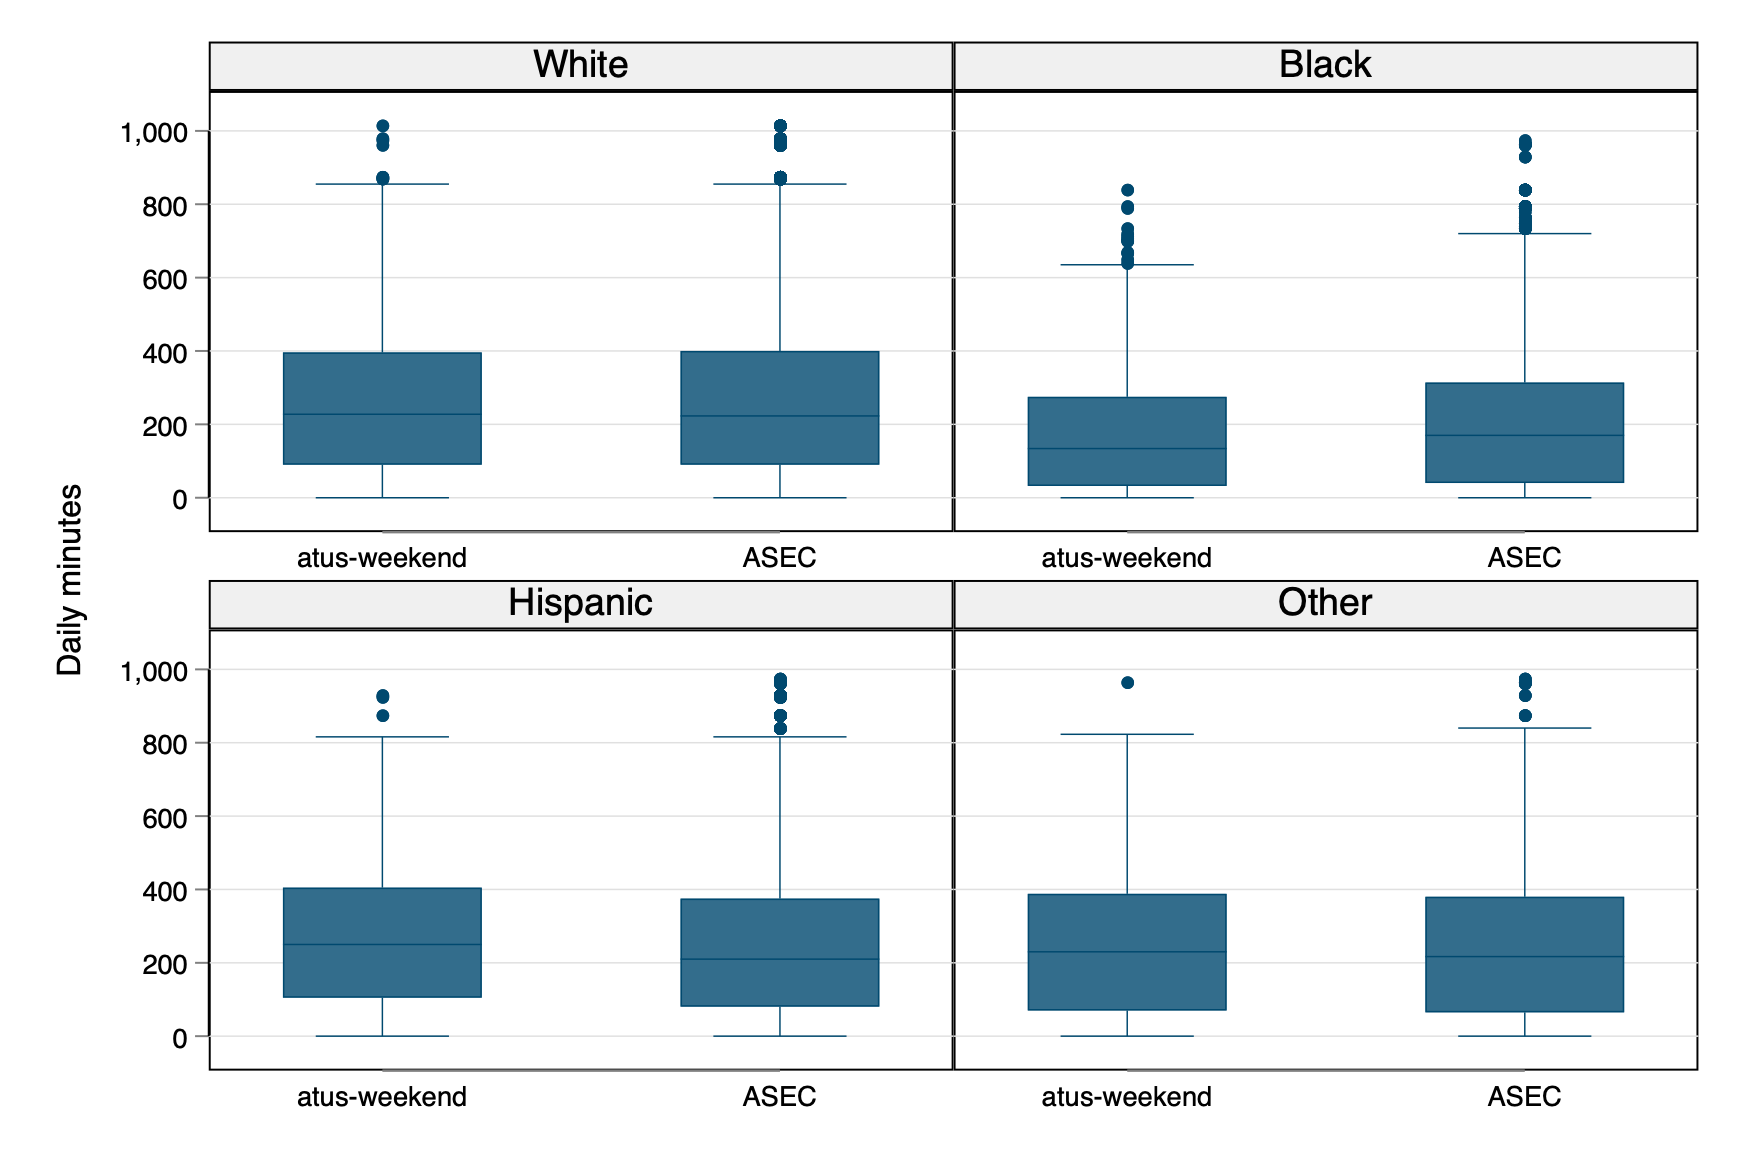 White
Black
1,000
800
600
400
200
0
atus-weekend
ASEC
atus-weekend
ASEC
Daily minutes
Hispanic
Other
1,000
800
600
400
200
0
atus-weekend
ASEC
atus-weekend
ASEC